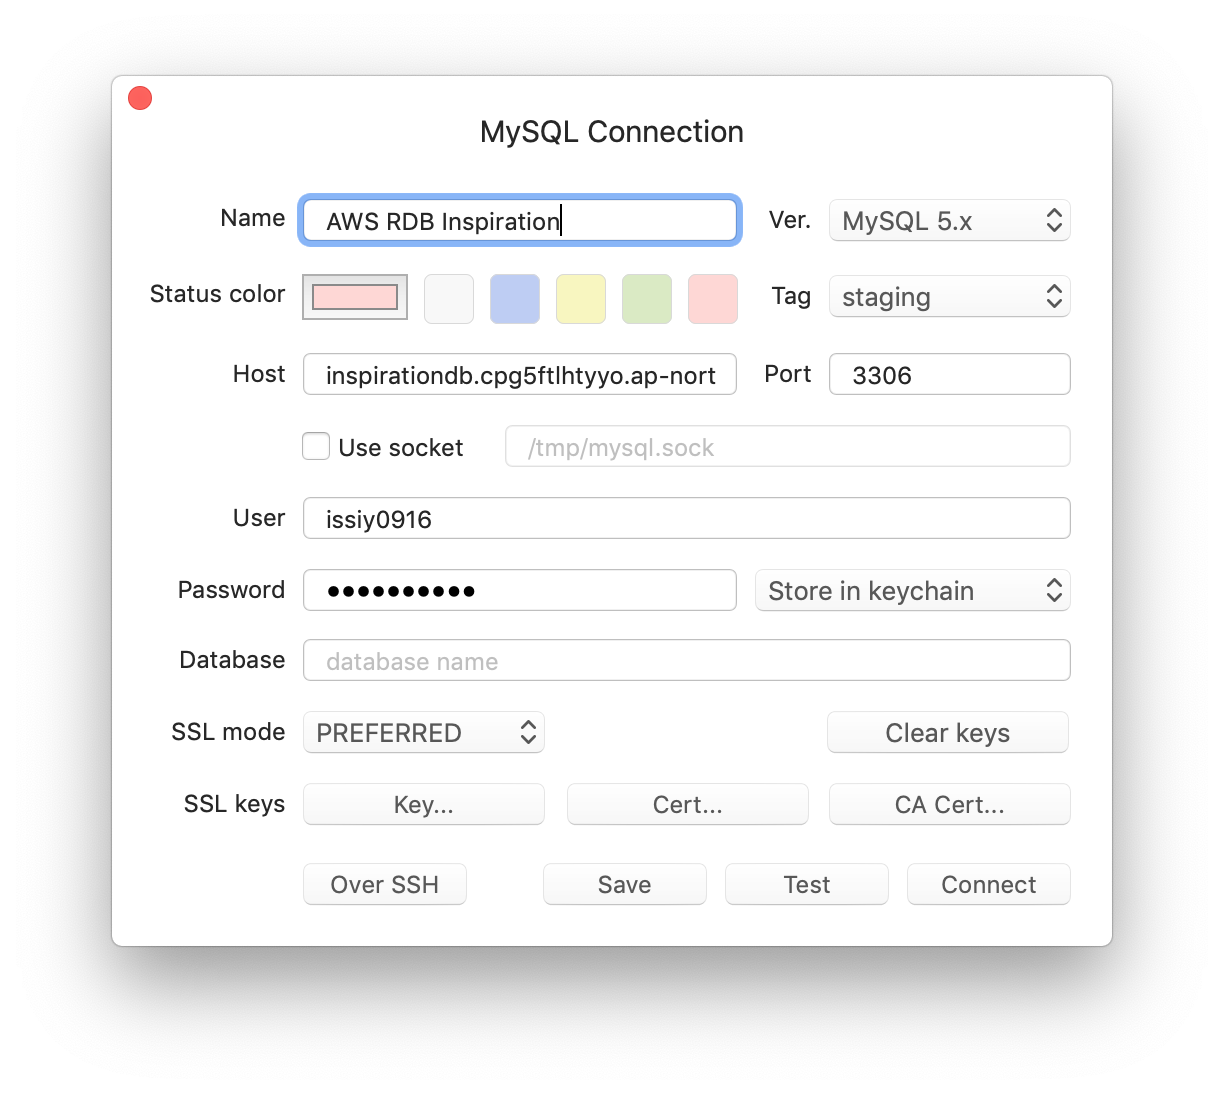 MySQL Connection
Name AWS RDB Inspiration Ver. MySQL 5.x
Status color Tag staging
Host inspirationdb.cpg5ftlhtyyo.ap-nort Port 3306
Use socket /tmp/mysql.sock
User issiy0916
Password ●●●●●●●●●● Store in keychain
Database database name
SSL mode PREFERRED Clear keys
SSL keys Key... Cert... CA Cert...
Over SSH Save Test Connect